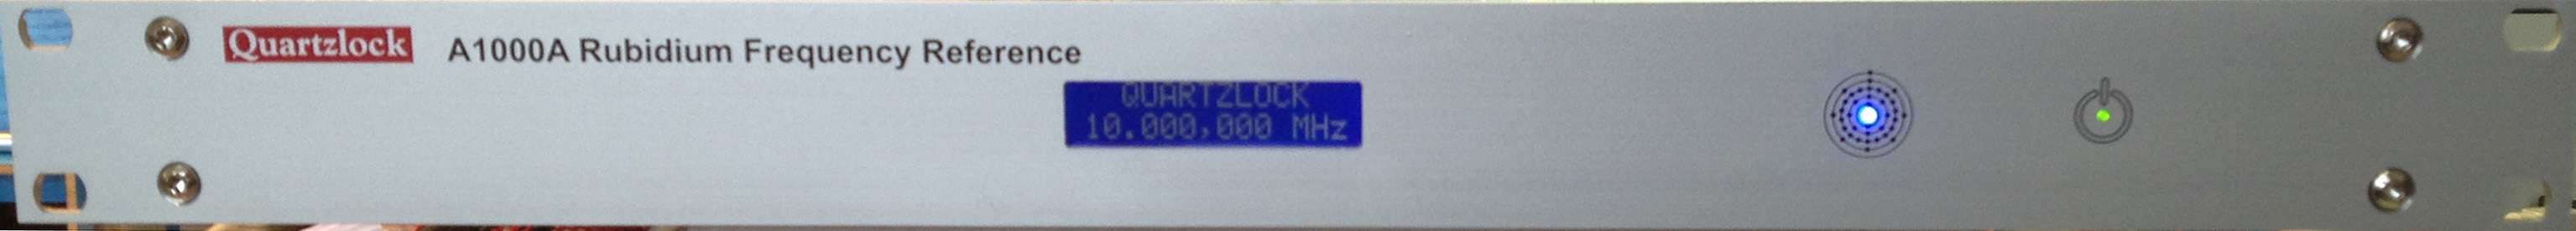 Quartzlock A1000A Rubidium Frequency Reference
QUARTZLOCK
10.000,000 MHz